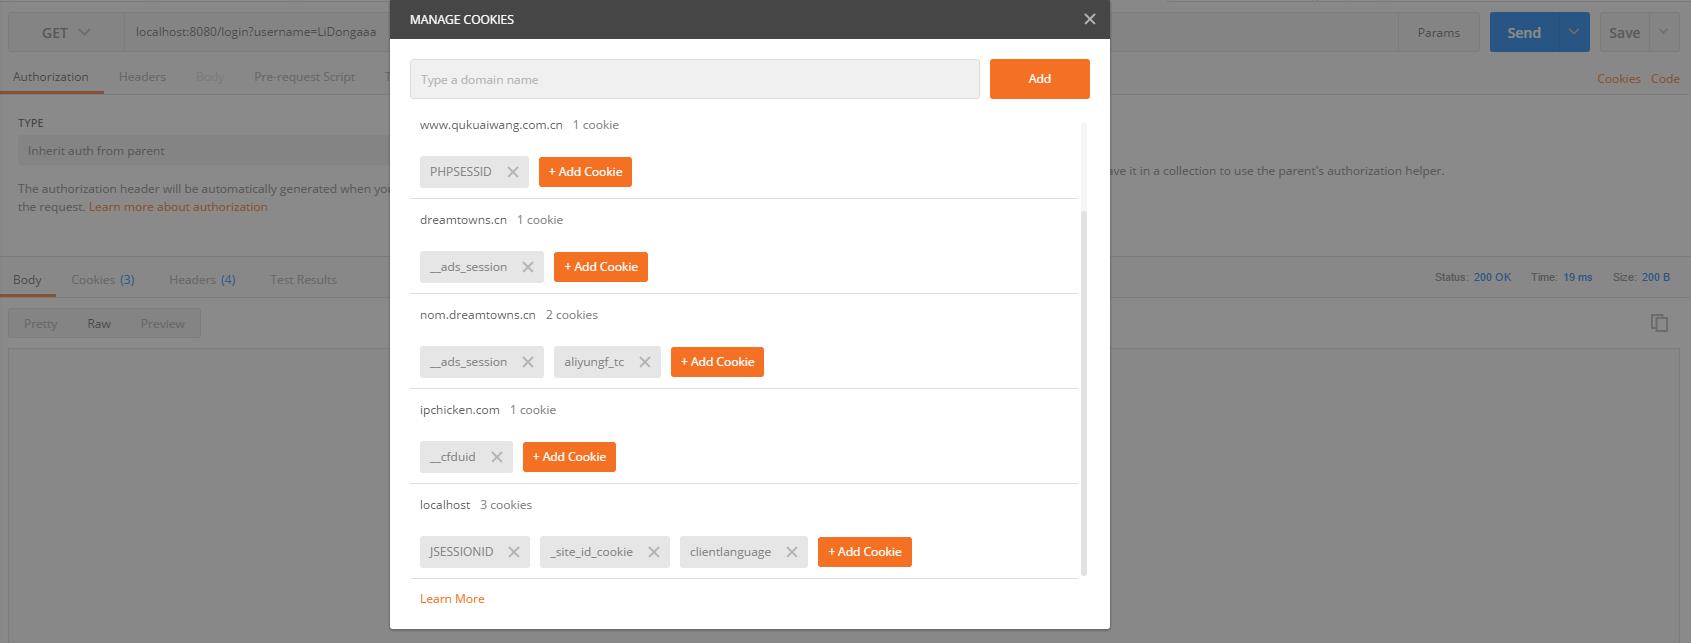 MANAGE COOKIES
GET
localhost:8080/login?username=LiDongaaa
Params
Send
Save
Type a domain name
Add
Authorization
Headers
Body
Pre-request Script
Cookies
Code
TYPE
Inherit auth from parent
The authorization header will be automatically generated when you
the request. Learn more about authorization
ave it in a collection to use the parent's authorization helper.
www.qukuaiwang.com.cn 1 cookie
PHPSESSID
+ Add Cookie
dreamtowns.cn 1 cookie
__ads_session
+ Add Cookie
Body
Cookies (3)
Headers (4)
Test Results
Status: 200 OK
Time: 19 ms
Size: 200 B
Pretty
Raw
Preview
nom.dreamtowns.cn 2 cookies
__ads_session
aliyungf_tc
+ Add Cookie
ipchicken.com 1 cookie
__cfduid
+ Add Cookie
localhost 3 cookies
JSESSIONID
_site_id_cookie
clientlanguage
+ Add Cookie
Learn More